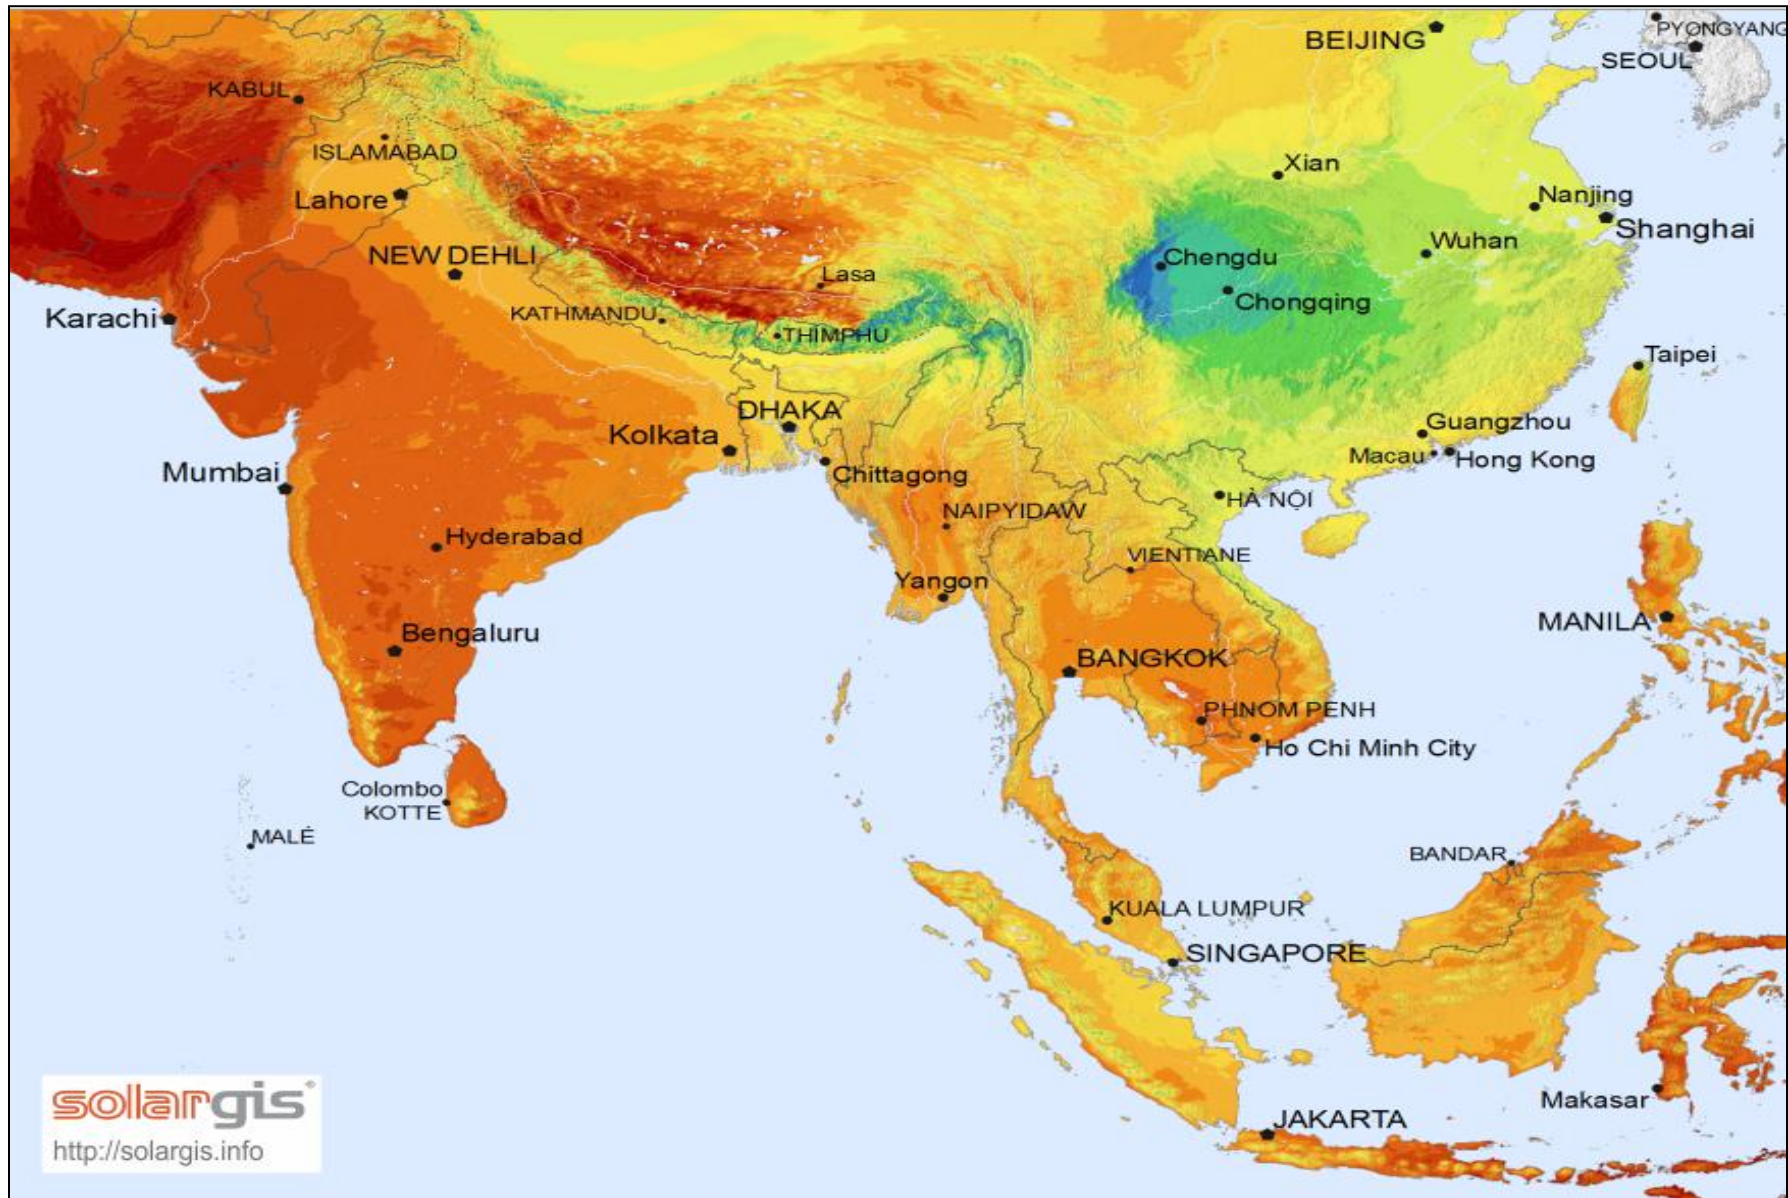 BEIJING
PYONGYANG
SEOUL
KABUL
ISLAMABAD
Xian
Lahore
Nanjing
Shanghai
NEW DEHLI
Wuhan
Chengdu
Lasa
Chongqing
KATHMANDU
Karachi
THIMPHU
Taipei
DHAKA
Guangzhou
Kolkata
Macau
Hong Kong
Mumbai
Chittagong
HÀ NỘI
NAIPYIDAW
Hyderabad
VIENTIANE
Yangon
MANILA
Bengaluru
BANGKOK
PHNOM PENH
Ho Chi Minh City
Colombo
KOTTE
MALÉ
BANDAR
KUALA LUMPUR
SINGAPORE
Makasar
JAKARTA
sollargis®
http://solargis.info